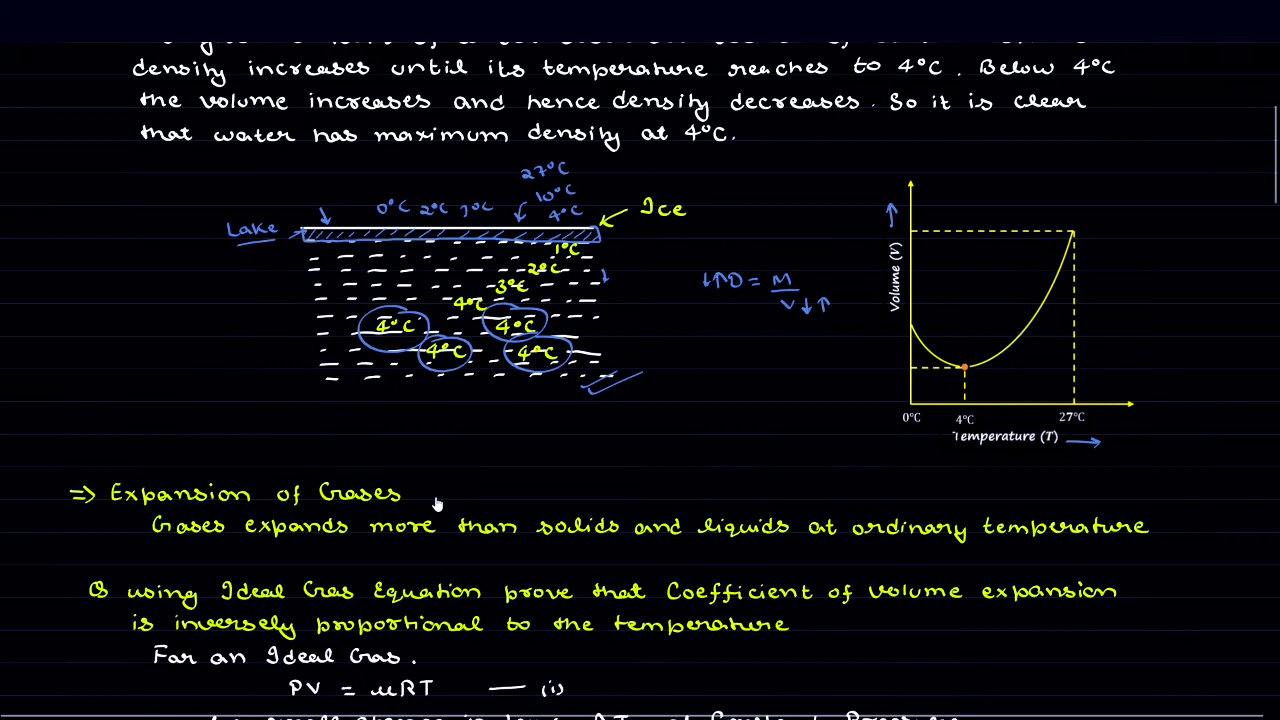 density increases until its temperature reaches to 4°C. Below 4°C
the volume increases and hence density decreases. So it is clear
that water has maximum density at 4°C.
27°C
10°C
0°C 2°C 3°C 4°C
Ice
Lake
1°C
2°C
3°C
4°C
4°C 4°C
4°C 4°C
↓↑D = M
V↓↑
Volume (V)
0°C 4°C 27°C
Temperature (T)
=> Expansion of Gases
Gases expands more than solids and liquids at ordinary temperature
Q using Ideal Gas Equation prove that Coefficient of volume expansion
is inversely proportional to the temperature
For an Ideal Gas.
PV = μRT — (i)